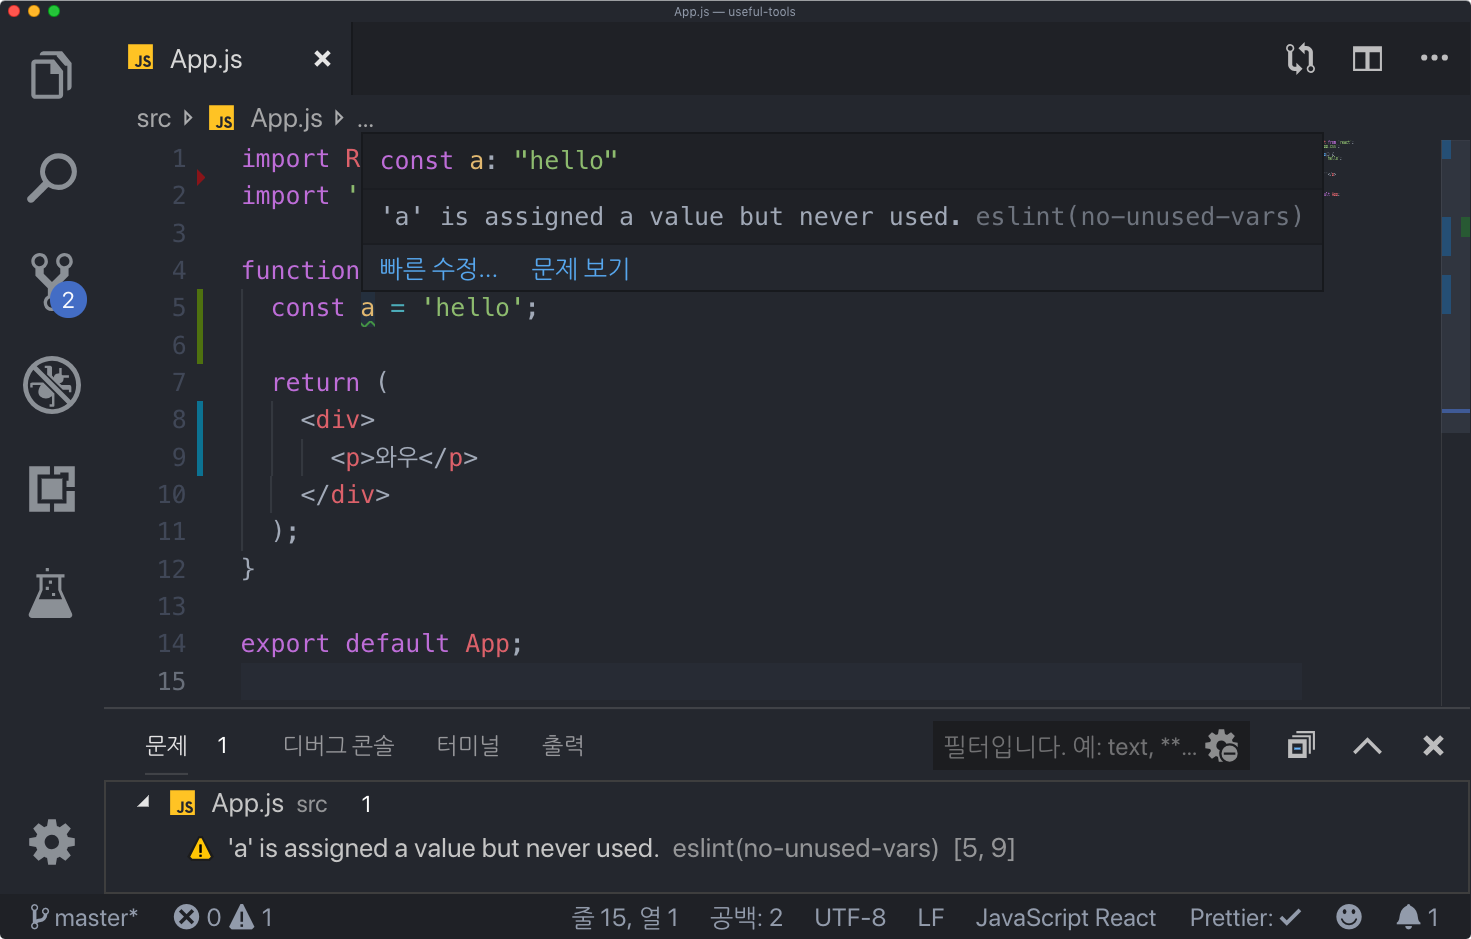 App.js — useful-tools
JS App.js
src JS App.js ...
1 import R
const a: "hello"
2 import '
'a' is assigned a value but never used. eslint(no-unused-vars)
3
빠른 수정... 문제 보기
4 function
5 const a = 'hello';
6
7 return (
8 <div>
9 <p>와우</p>
10 </div>
11 );
12 }
13
14 export default App;
15
2
문제 1 디버그 콘솔 터미널 출력 필터입니다. 예: text, **...
JS App.js src 1
'a' is assigned a value but never used. eslint(no-unused-vars) [5, 9]
master* 0 1 줄 15, 열 1 공백: 2 UTF-8 LF JavaScript React Prettier: ✓ 1